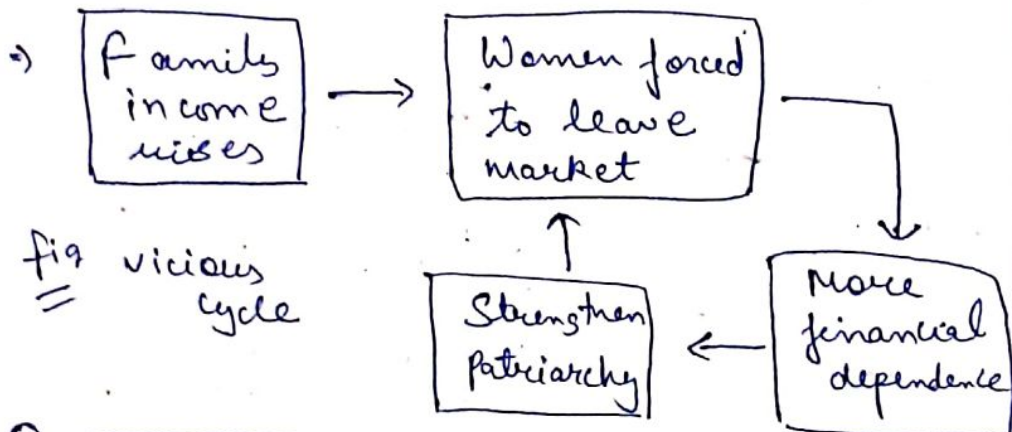 Family
income
rises
Women forced
to leave
market
fig vicious
cycle
Strengthen
patriarchy
More
financial
dependence